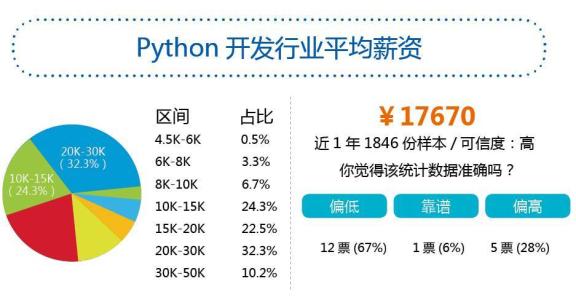 Python 开发行业平均薪资
20K-30K
(32.3%)
10K-15K
(24.3%)
区间 占比
4.5K-6K 0.5%
6K-8K 3.3%
8K-10K 6.7%
10K-15K 24.3%
15K-20K 22.5%
20K-30K 32.3%
30K-50K 10.2%
¥17670
近 1 年 1846 份样本 / 可信度：高
你觉得该统计数据准确吗？
偏低 靠谱 偏高
12 票 (67%) 1 票 (6%) 5 票 (28%)